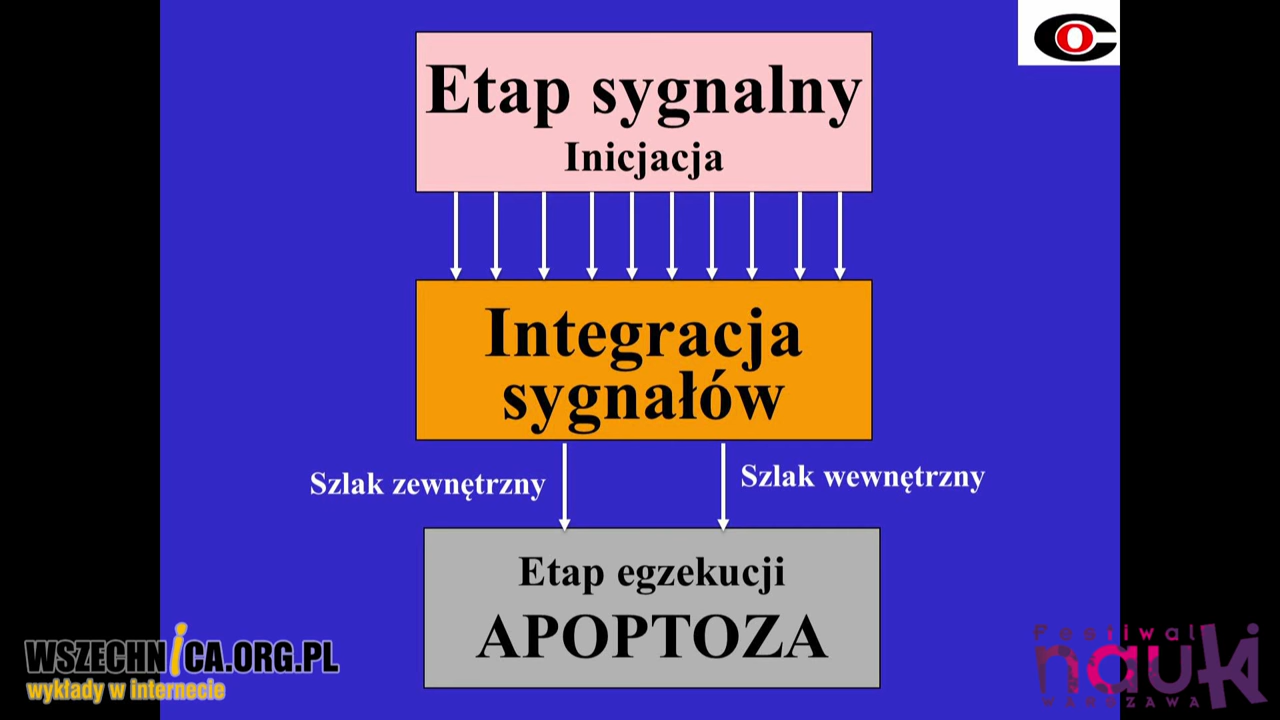 Etap sygnalny
Inicjacja
Integracja
sygnałów
Szlak zewnętrzny
Szlak wewnętrzny
Etap egzekucji
APOPTOZA
WSZECHNICA.ORG.PL
wykłady w internecie
Festiwal
nauki
WARSZAWA